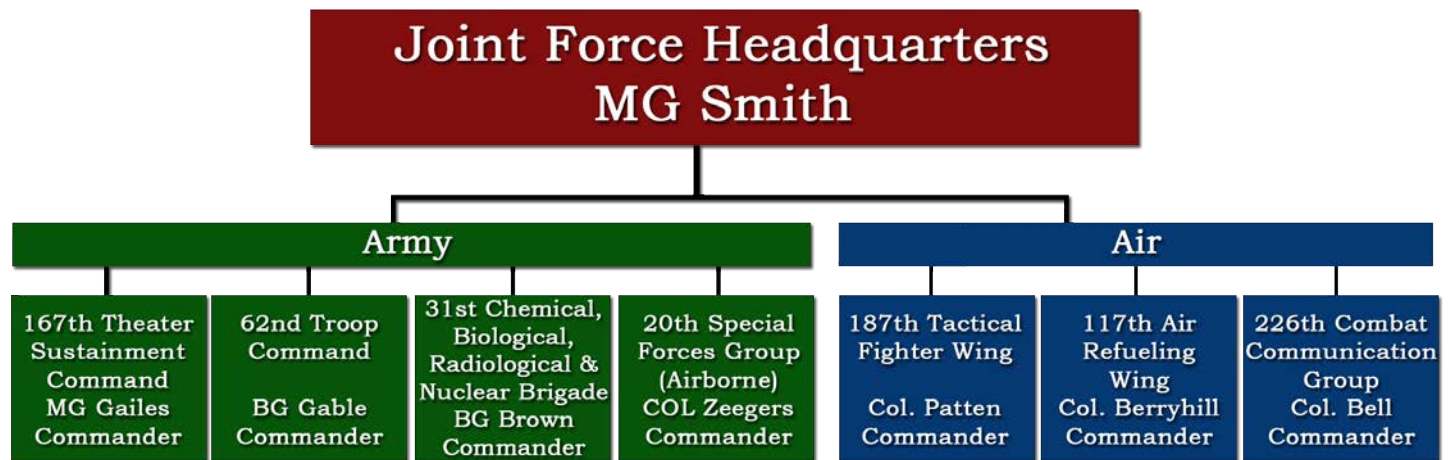 Joint Force Headquarters
MG Smith
Army
167th Theater
Sustainment
Command
MG Gailes
Commander
62nd Troop
Command
BG Gable
Commander
31st Chemical,
Biological,
Radiological &
Nuclear Brigade
BG Brown
Commander
20th Special
Forces Group
(Airborne)
COL Zeegers
Commander
Air
187th Tactical
Fighter Wing
Col. Patten
Commander
117th Air
Refueling
Wing
Col. Berryhill
Commander
226th Combat
Communication
Group
Col. Bell
Commander